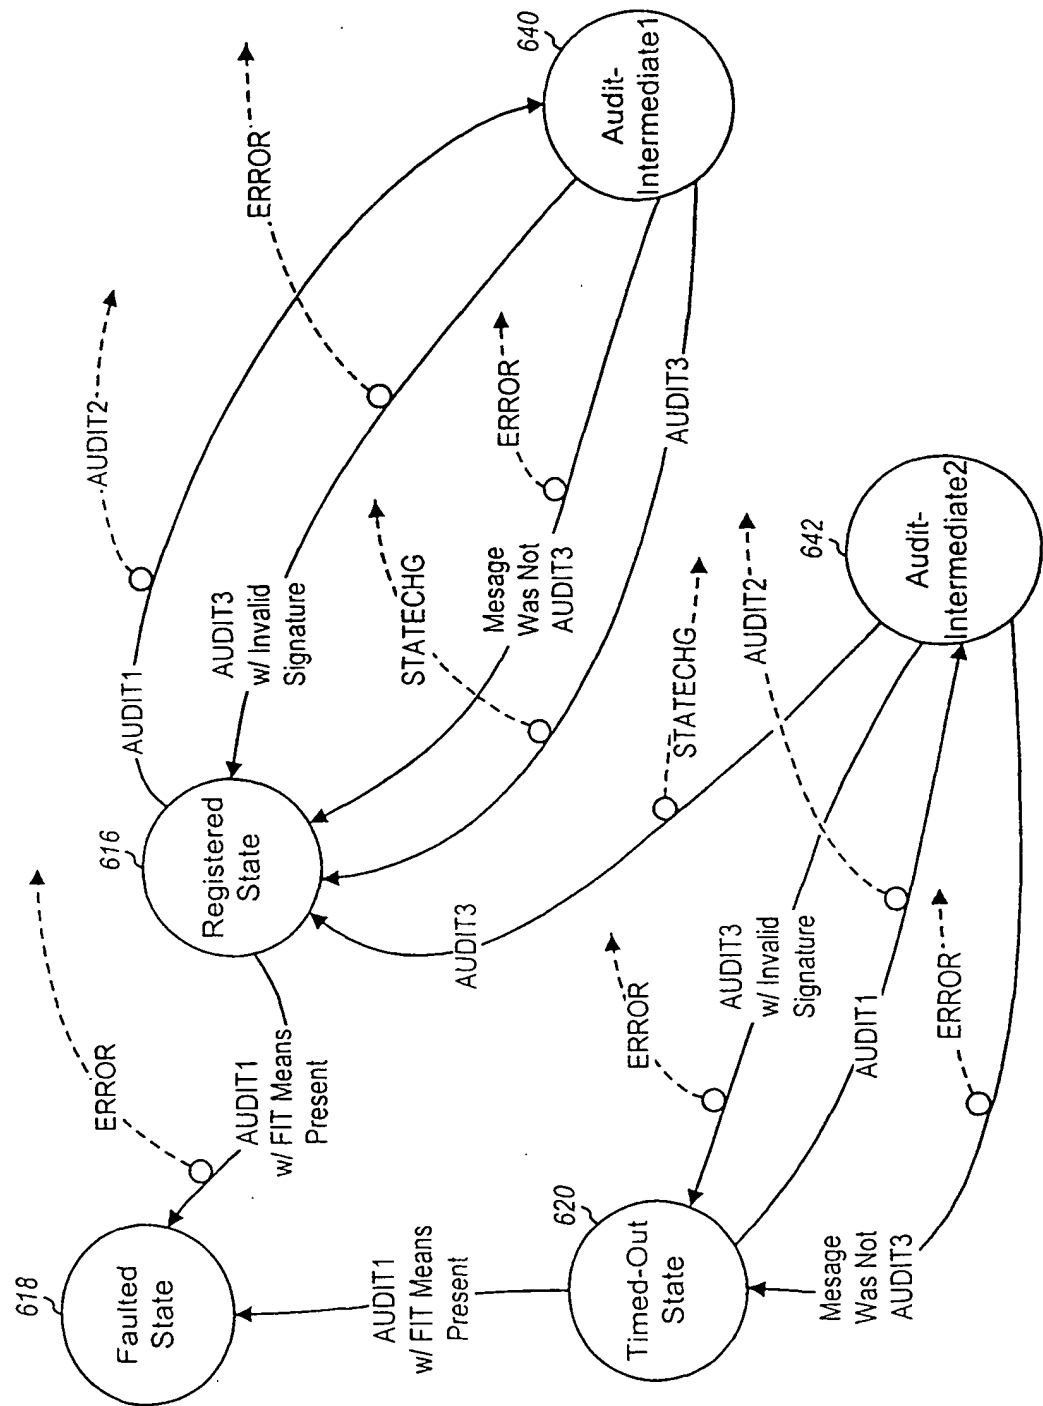 618
Faulted
State
ERROR
AUDIT1
w/ FIT Means
Present
616
Registered
State
AUDIT1
AUDIT2
ERROR
640
Audit-
Intermediate1
AUDIT3
w/ Invalid
Signature
STATECHG
Mesage
Was Not
AUDIT3
ERROR
AUDIT3
AUDIT1
w/ FIT Means
Present
620
Timed-Out
State
ERROR
AUDIT3
w/ Invalid
Signature
AUDIT3
STATECHG
AUDIT2
642
Audit-
Intermediate2
AUDIT1
ERROR
Mesage
Was Not
AUDIT3